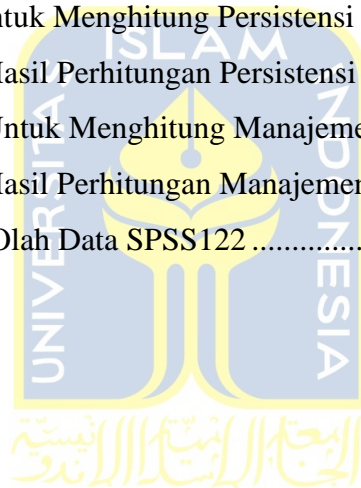 ntuk Menghitung Persistensi
Hasil Perhitungan Persistensi
Untuk Menghitung Manajeme
Hasil Perhitungan Manajemen
Olah Data SPSS122 ..............
UNIVERSITAS
ISLAM
INDONESIA